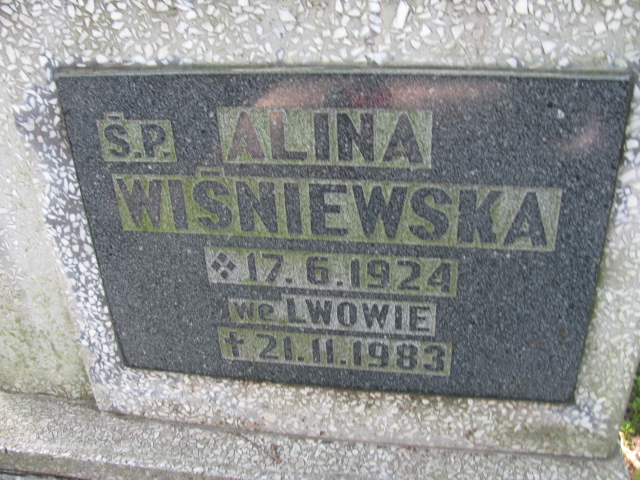 Ś.P. ALINA
WIŚNIEWSKA
17.6.1924
we LWOWIE
† 21.11.1983